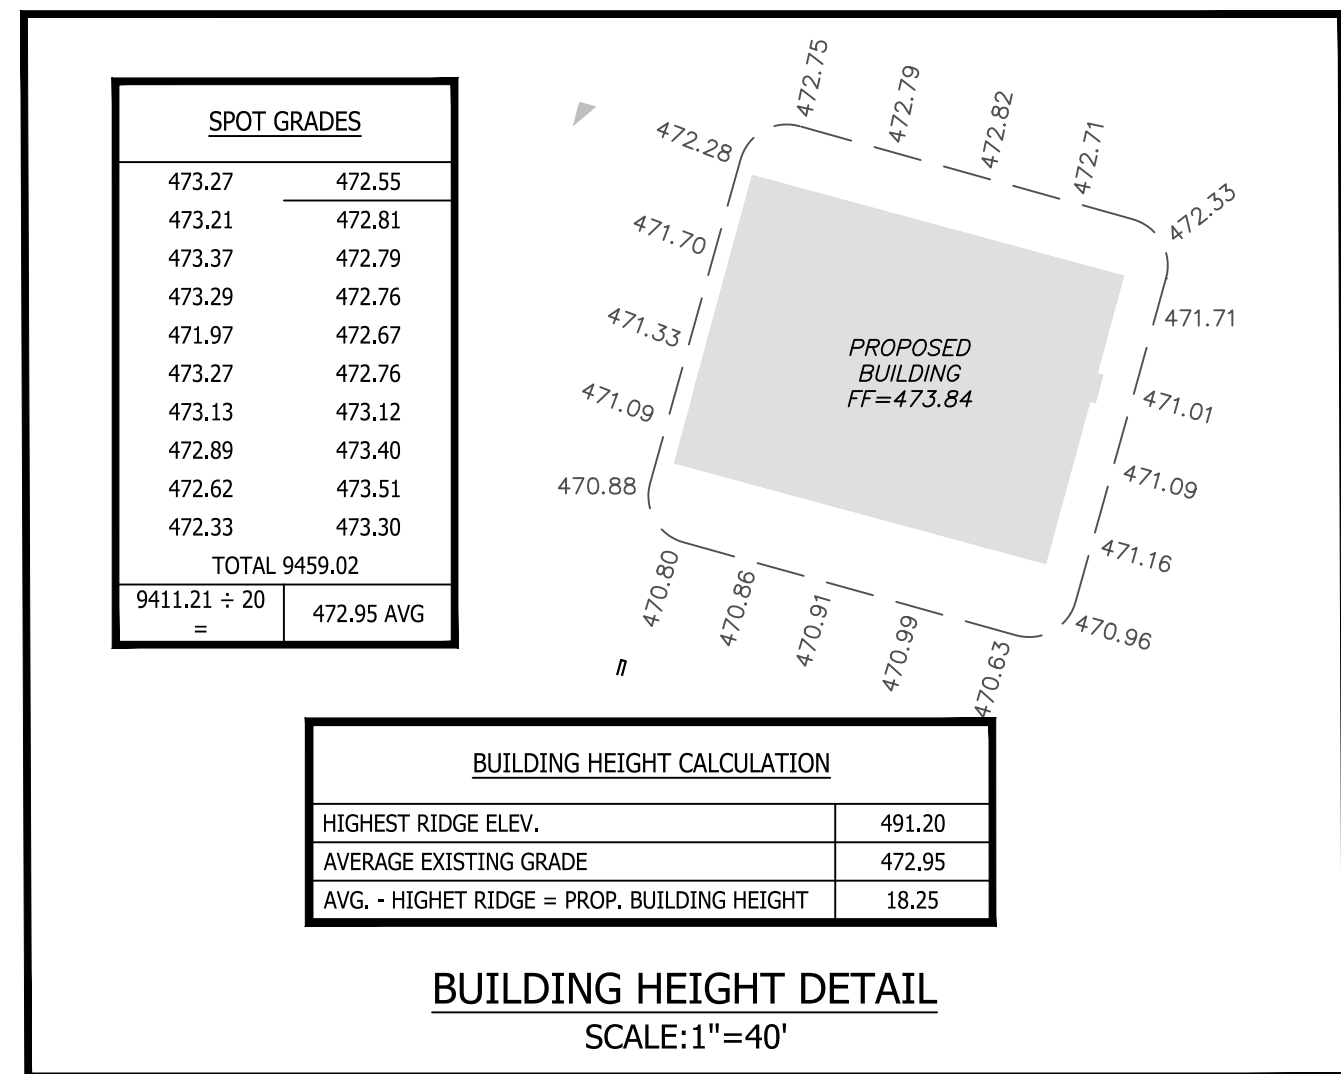 SPOT GRADES
473.27 472.55
473.21 472.81
473.37 472.79
473.29 472.76
471.97 472.67
473.27 472.76
473.13 473.12
472.89 473.40
472.62 473.51
472.33 473.30
TOTAL 9459.02
9411.21 ÷ 20
=
472.95 AVG
472.28
472.75
472.79
472.82
472.71
472.33
471.70
471.71
471.33
471.01
471.09
471.09
470.88
471.16
470.80
470.86
470.91
470.99
470.63
470.96
PROPOSED
BUILDING
FF=473.84
BUILDING HEIGHT CALCULATION
HIGHEST RIDGE ELEV. 491.20
AVERAGE EXISTING GRADE 472.95
AVG. - HIGHET RIDGE = PROP. BUILDING HEIGHT 18.25
BUILDING HEIGHT DETAIL
SCALE:1"=40'